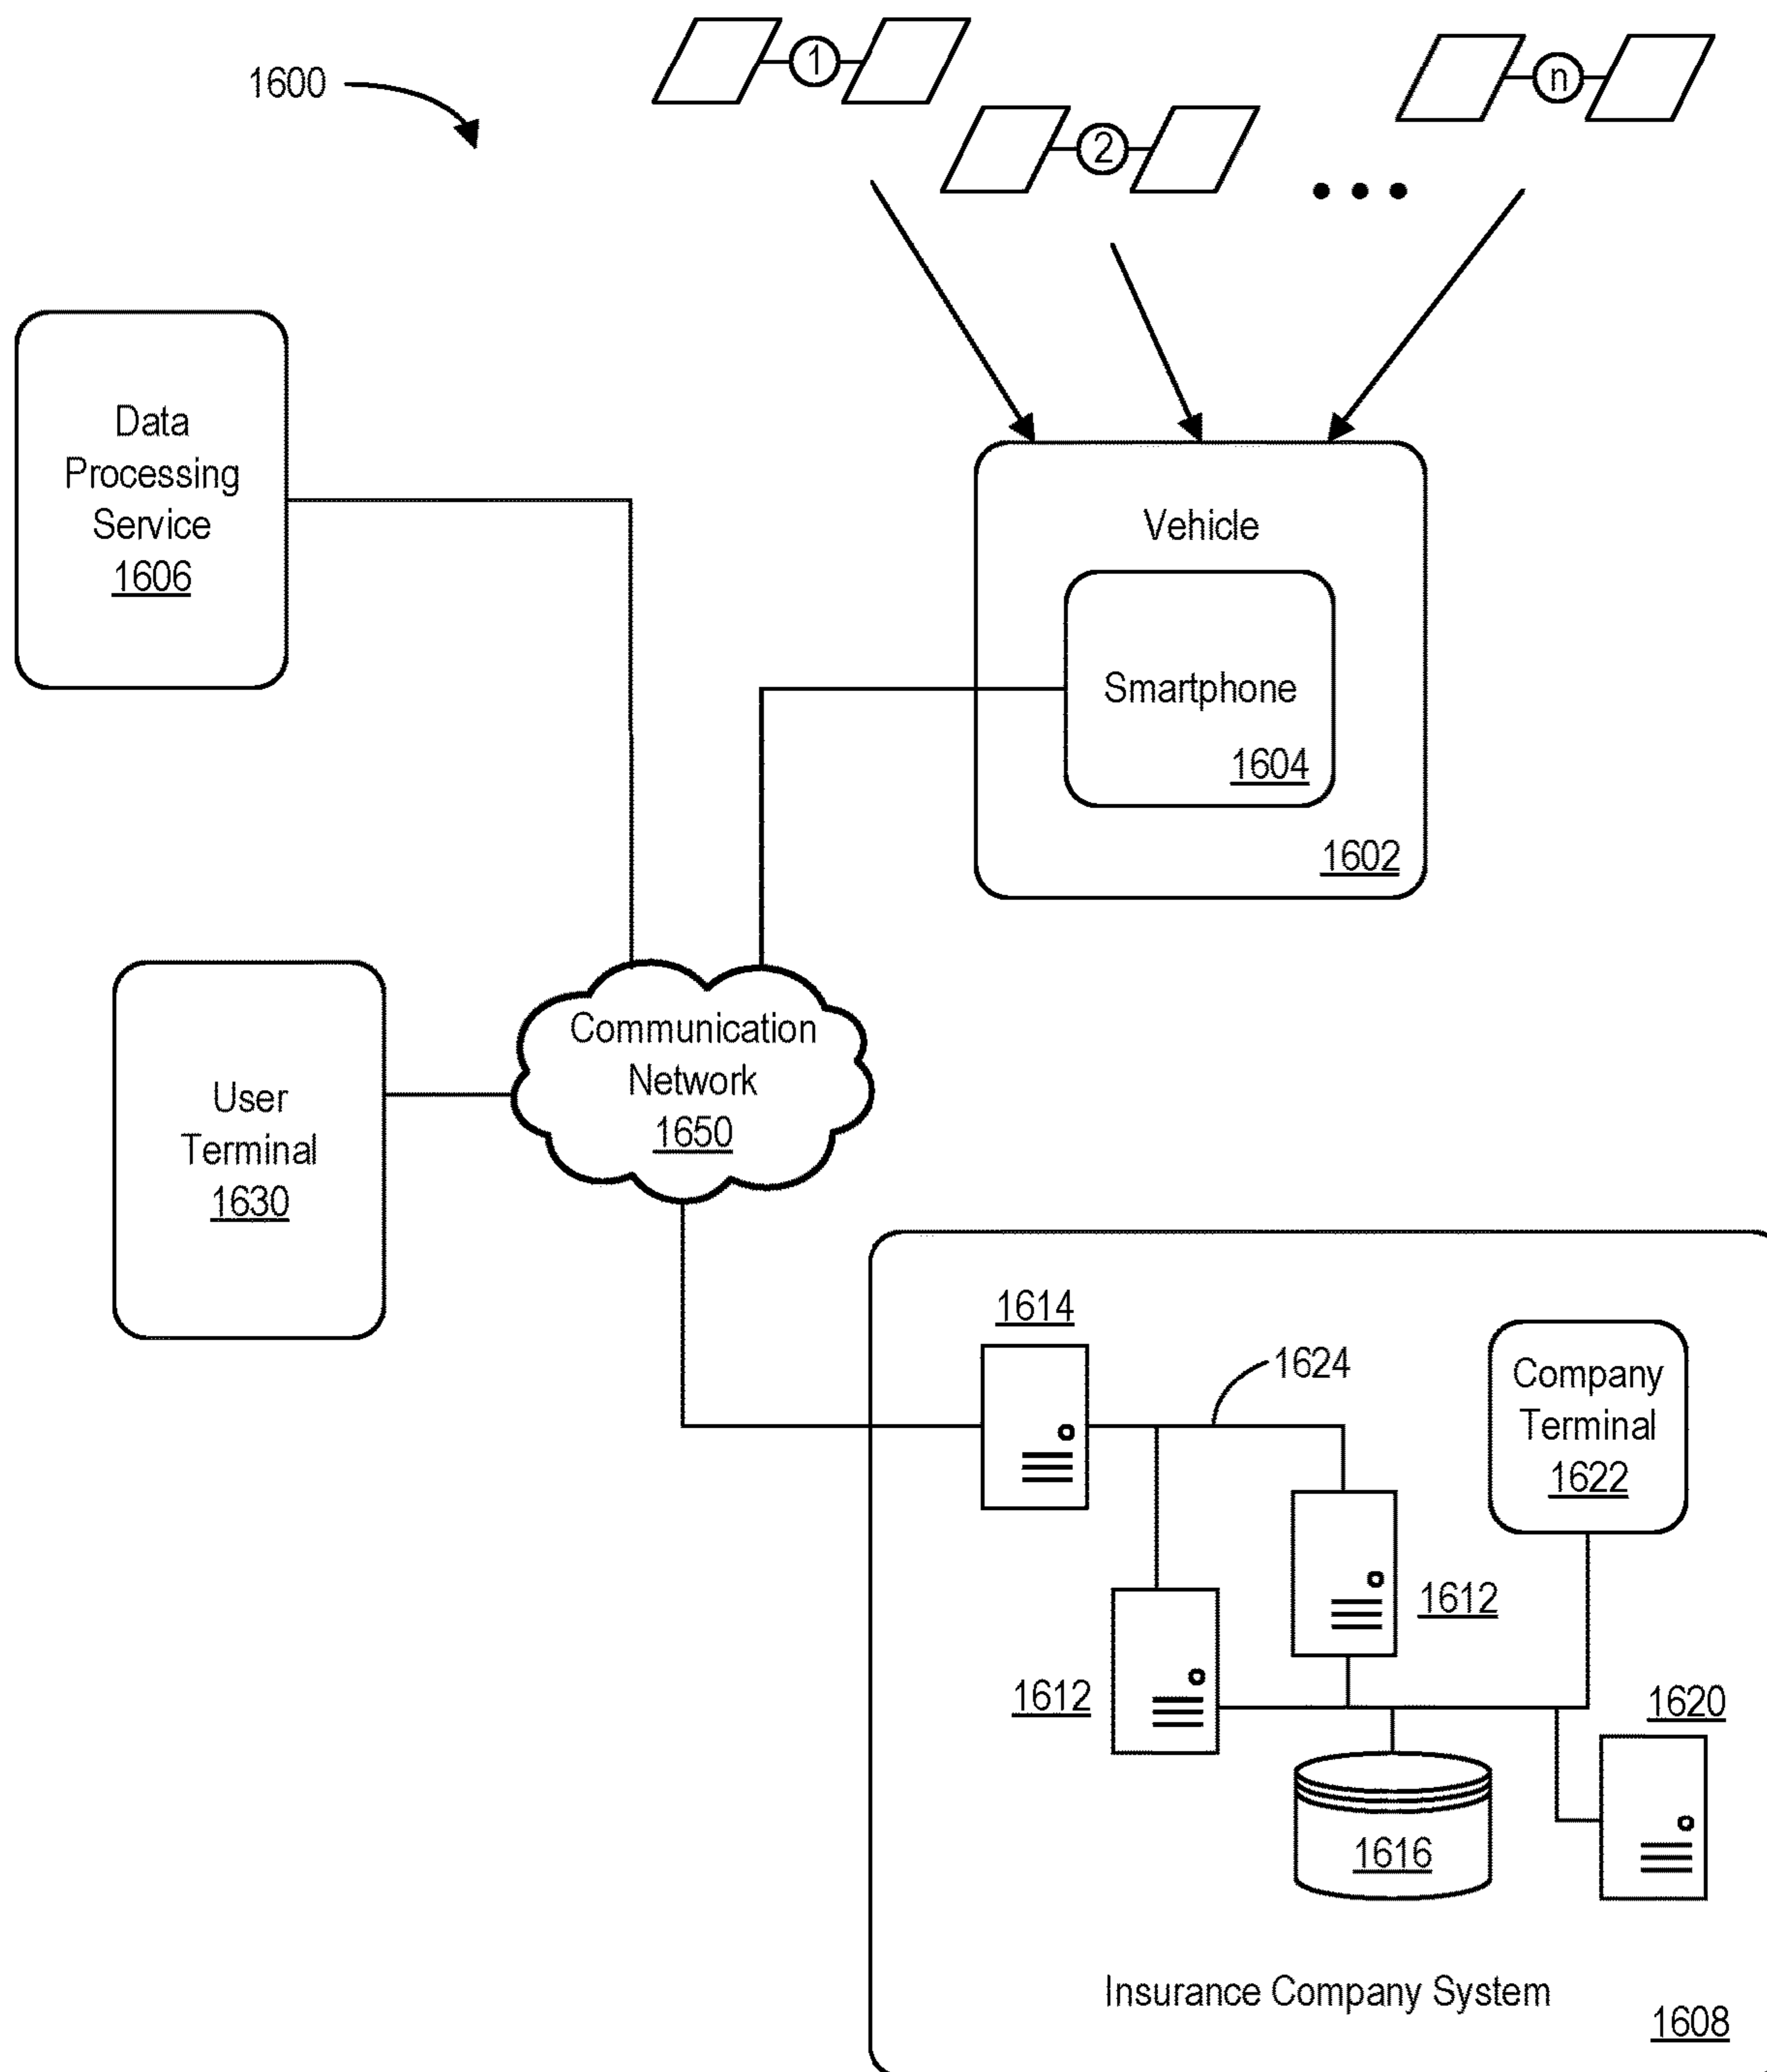 1600
1
2
n
Data
Processing
Service
1606
Vehicle
Smartphone
1604
1602
Communication
Network
1650
User
Terminal
1630
1614
1624
Company
Terminal
1622
1612
1612
1620
1616
Insurance Company System
1608